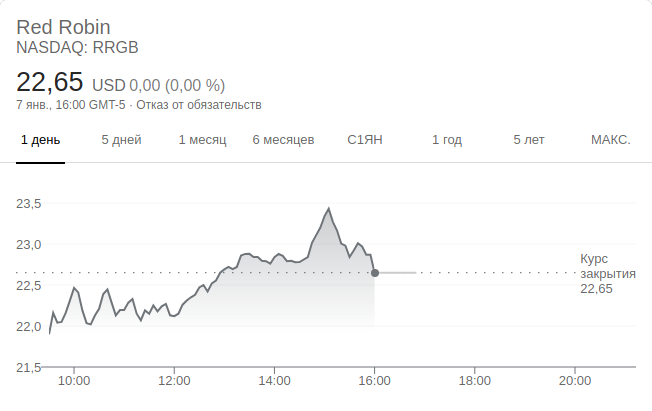 Red Robin
NASDAQ: RRGB
22,65 USD 0,00 (0,00 %)
7 янв., 16:00 GMT-5 · Отказ от обязательств
1 день 5 дней 1 месяц 6 месяцев С1ЯН 1 год 5 лет МАКС.
23,5
23,0
22,5
22,0
21,5
Курс
закрытия
22,65
10:00 12:00 14:00 16:00 18:00 20:00